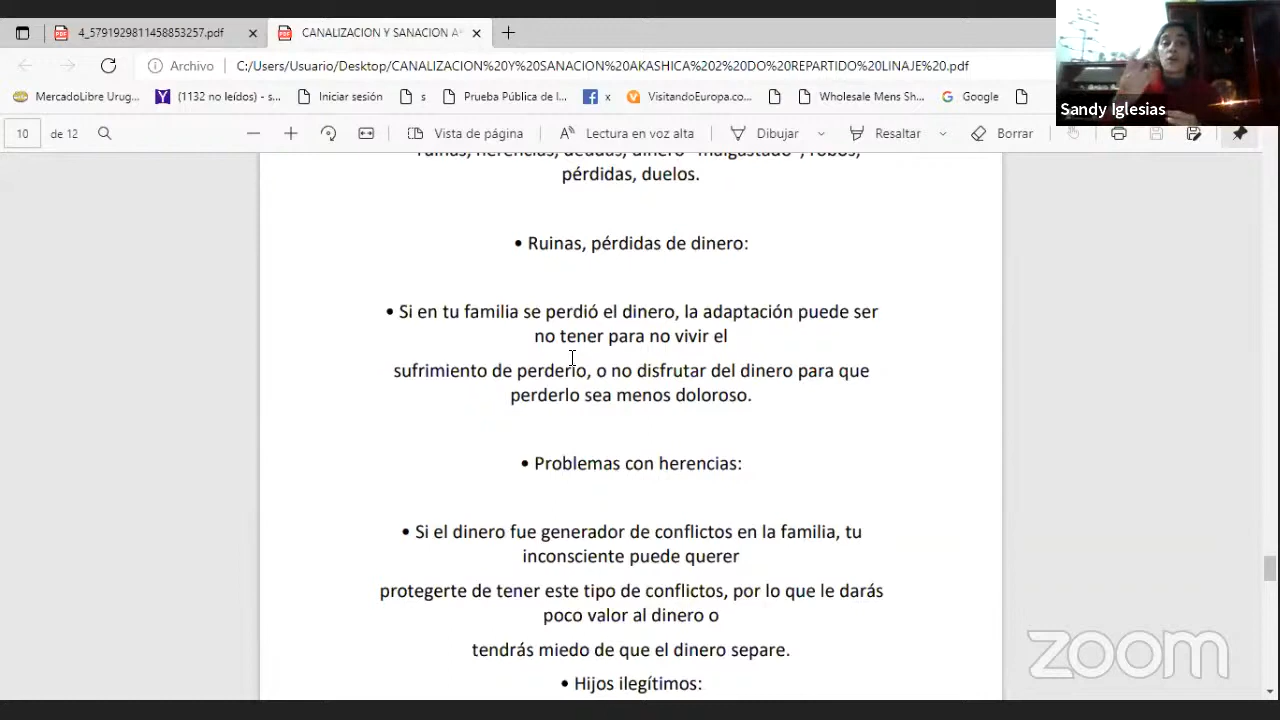 4_5791929811458853257.pdf
CANALIZACION Y SANACION A
Sandy Iglesias
Archivo C:/Users/Usuario/Desktop/CANALIZACION%20Y%20SANACION%20AKASHICA%202%20DO%20REPARTIDO%20LINAJE%20.pdf
MercadoLibre Urug... (1132 no leídos) - s... Iniciar sesión s Prueba Pública de I... x VisitandoEuropa.co... Wholesale Mens Sh... Google
10 de 12 Vista de página Lectura en voz alta Dibujar Resaltar Borrar
ruinas, herencias, deudas, dinero "malgastado", robos,
pérdidas, duelos.
• Ruinas, pérdidas de dinero:
• Si en tu familia se perdió el dinero, la adaptación puede ser
no tener para no vivir el
sufrimiento de perderlo, o no disfrutar del dinero para que
perderlo sea menos doloroso.
• Problemas con herencias:
• Si el dinero fue generador de conflictos en la familia, tu
inconsciente puede querer
protegerte de tener este tipo de conflictos, por lo que le darás
poco valor al dinero o
tendrás miedo de que el dinero separe.
• Hijos ilegítimos:
zoom